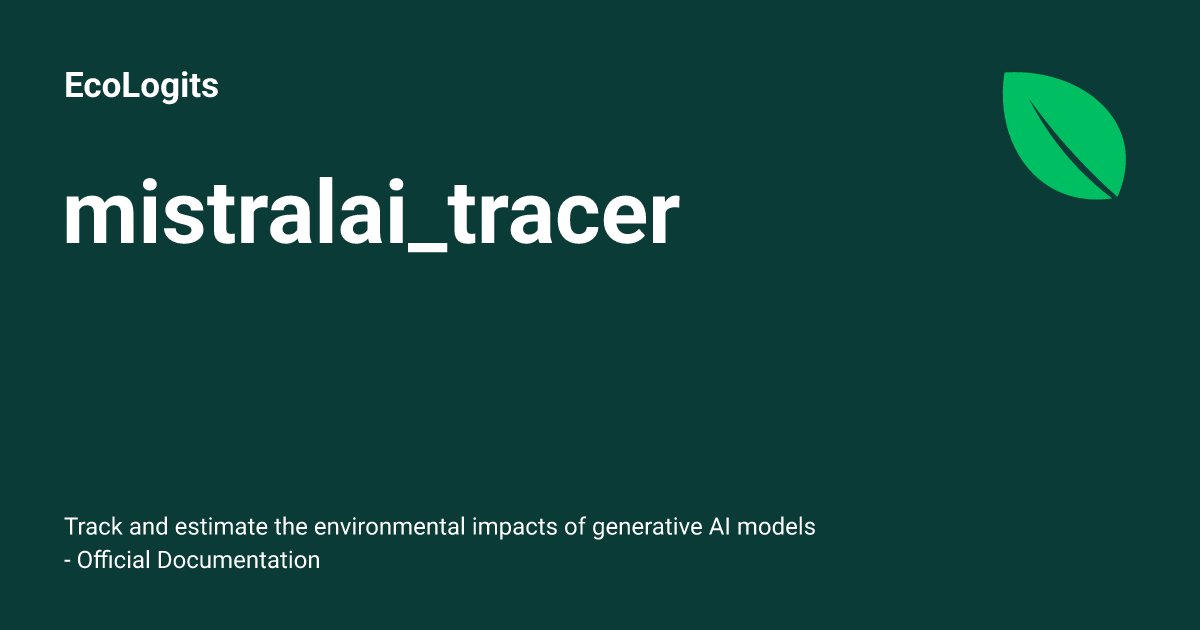 EcoLogits
mistralai_tracer
Track and estimate the environmental impacts of generative AI models
- Official Documentation